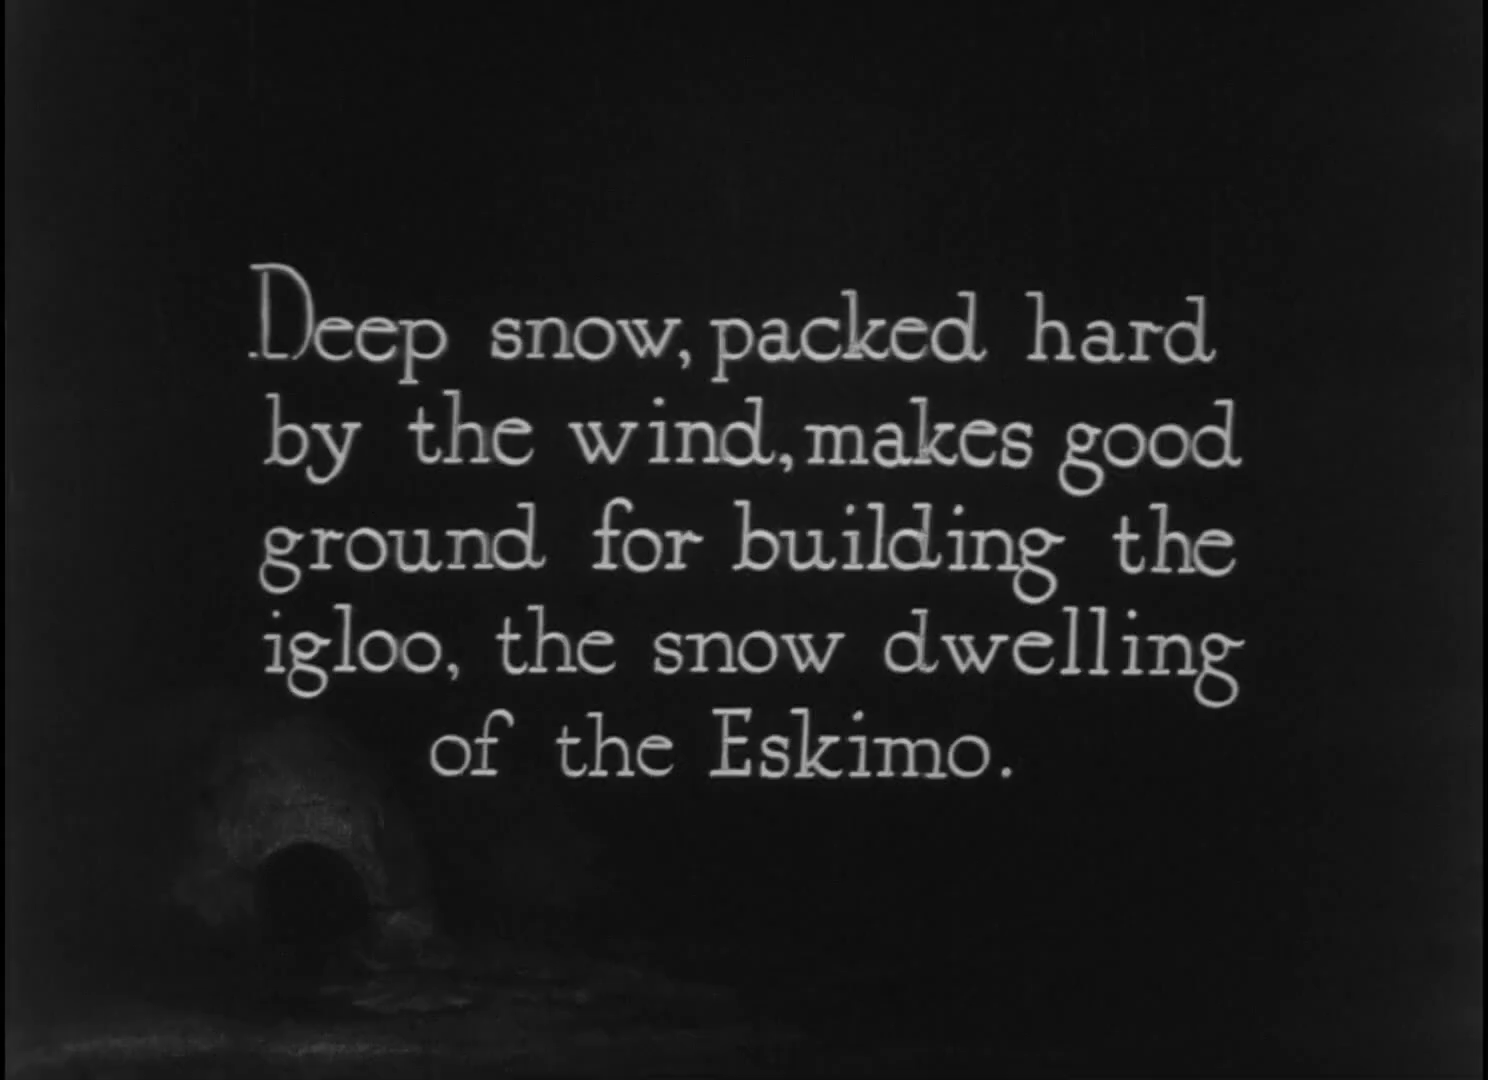 Deep snow, packed hard
by the wind, makes good
ground for building the
igloo, the snow dwelling
of the Eskimo.